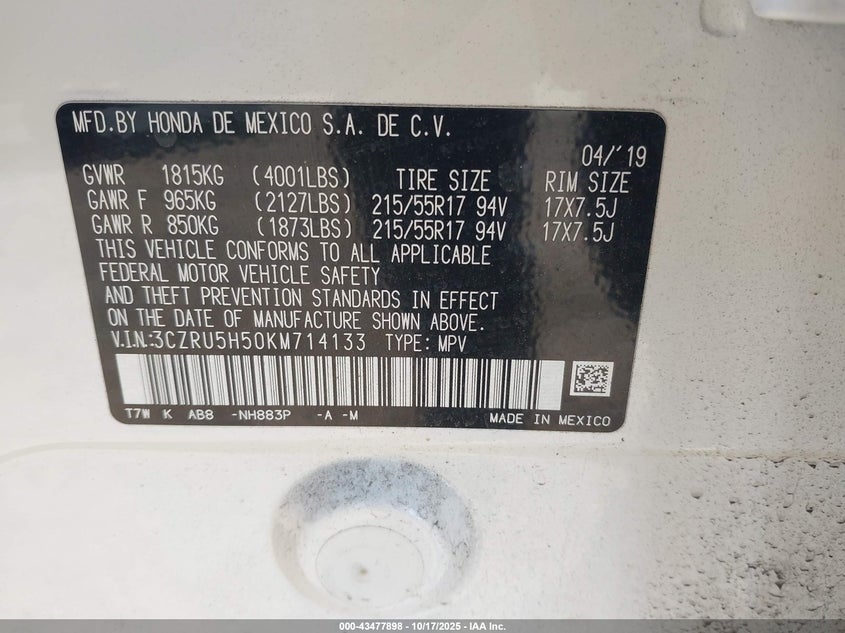 MFD.BY HONDA DE MEXICO S.A. DE C.V.
04/'19
GVWR 1815KG (4001LBS) TIRE SIZE RIM SIZE
GAWR F 965KG (2127LBS) 215/55R17 94V 17X7.5J
GAWR R 850KG (1873LBS) 215/55R17 94V 17X7.5J
THIS VEHICLE CONFORMS TO ALL APPLICABLE
FEDERAL MOTOR VEHICLE SAFETY
AND THEFT PREVENTION STANDARDS IN EFFECT
ON THE DATE OF MANUFACTURE SHOWN ABOVE.
V.I.N.:3CZRU5H50KM714133 TYPE: MPV
T7W K AB8 -NH883P -A -M MADE IN MEXICO
000-43477898 - 10/17/2025 - IAA Inc.